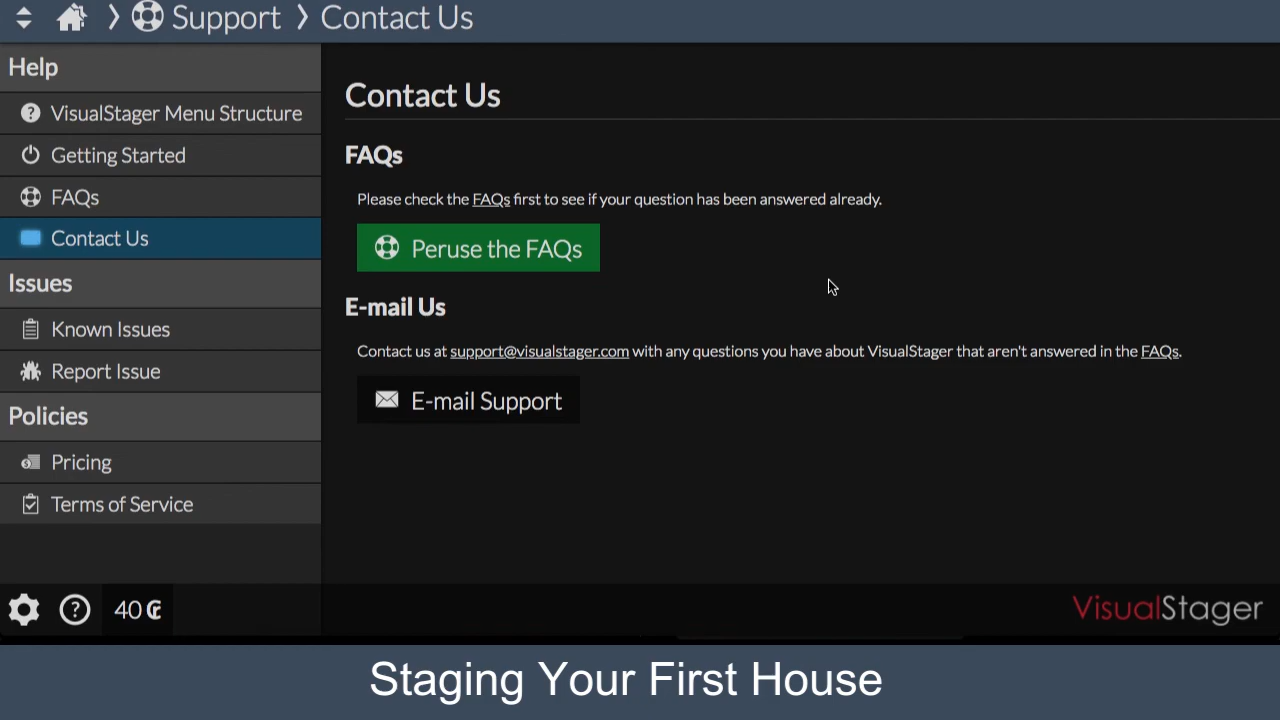 Support Contact Us
Help
VisualStager Menu Structure
Getting Started
FAQs
Contact Us
Issues
Known Issues
Report Issue
Policies
Pricing
Terms of Service
Contact Us
FAQs
Please check the FAQs first to see if your question has been answered already.
Peruse the FAQs
E-mail Us
Contact us at support@visualstager.com with any questions you have about VisualStager that aren't answered in the FAQs.
E-mail Support
40
VisualStager
Staging Your First House